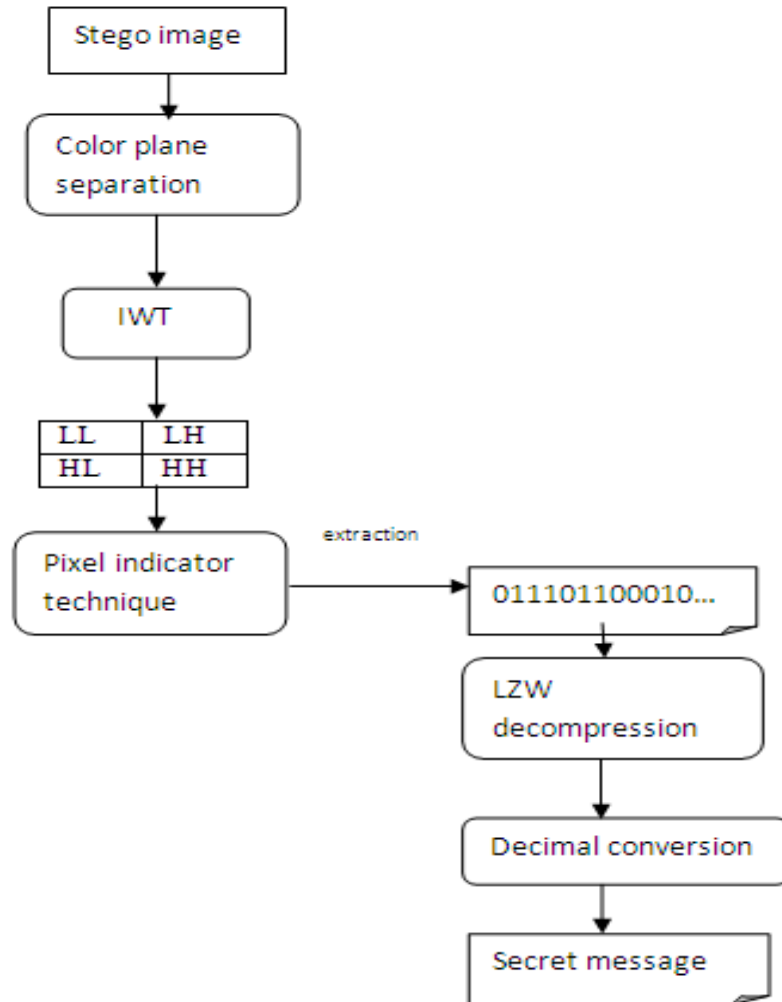 Stego image
Color plane
separation
IWT
LL LH
HL HH
Pixel indicator
technique
extraction
011101100010...
LZW
decompression
Decimal conversion
Secret message